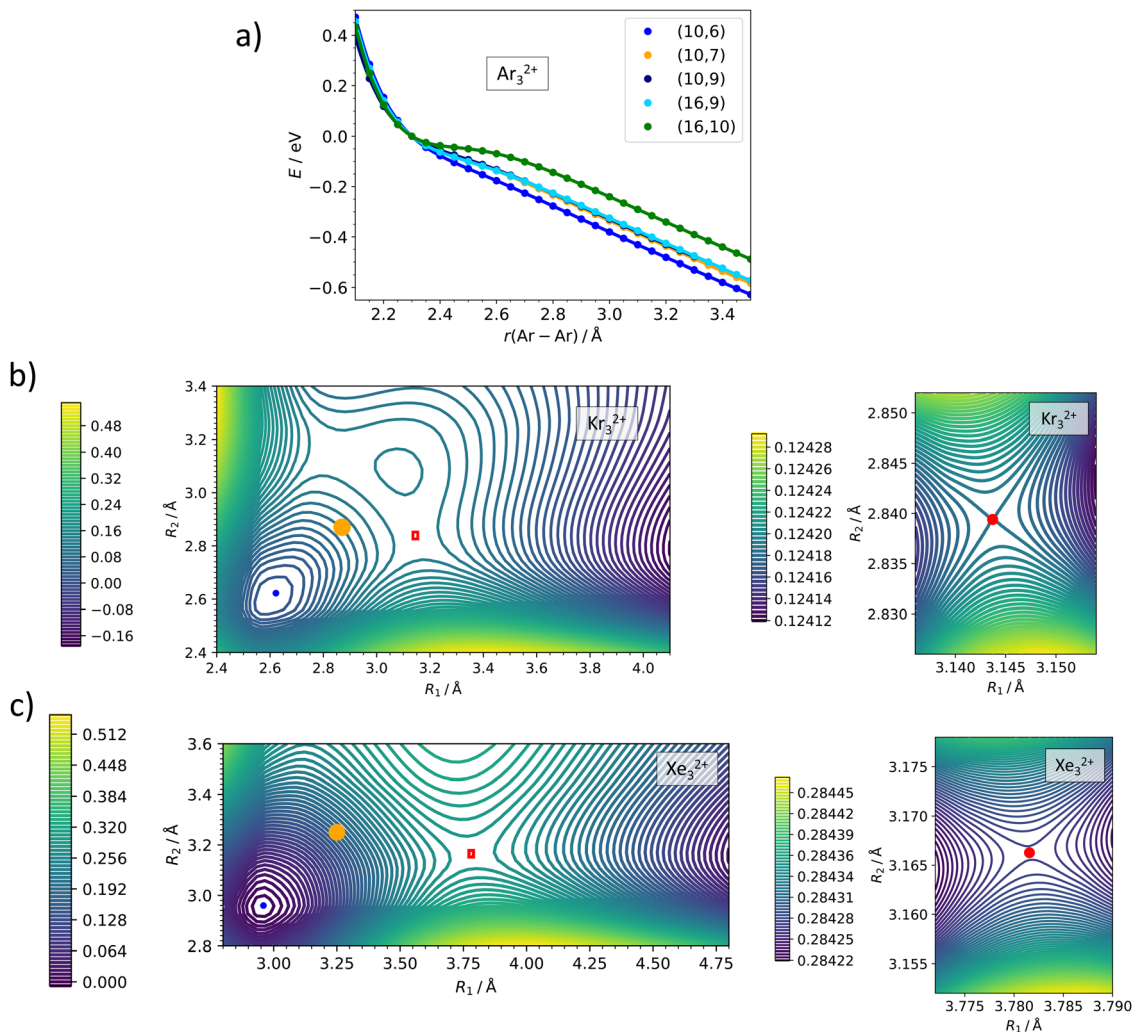 a)
0.4
0.2
0.0
−0.2
−0.4
−0.6
E / eV
Ar₃²⁺
(10,6)
(10,7)
(10,9)
(16,9)
(16,10)
2.2 2.4 2.6 2.8 3.0 3.2 3.4
r(Ar − Ar) / Å
b)
0.48
0.40
0.32
0.24
0.16
0.08
0.00
−0.08
−0.16
3.4
3.2
3.0
2.8
2.6
2.4
R₂ / Å
Kr₃²⁺
2.4 2.6 2.8 3.0 3.2 3.4 3.6 3.8 4.0
R₁ / Å
0.12428
0.12426
0.12424
0.12422
0.12420
0.12418
0.12416
0.12414
0.12412
2.850
2.845
2.840
2.835
2.830
R₂ / Å
Kr₃²⁺
3.140 3.145 3.150
R₁ / Å
c)
0.512
0.448
0.384
0.320
0.256
0.192
0.128
0.064
0.000
3.6
3.4
3.2
3.0
2.8
R₂ / Å
Xe₃²⁺
3.00 3.25 3.50 3.75 4.00 4.25 4.50 4.75
R₁ / Å
0.28445
0.28442
0.28439
0.28436
0.28434
0.28431
0.28428
0.28425
0.28422
3.175
3.170
3.165
3.160
3.155
R₂ / Å
Xe₃²⁺
3.775 3.780 3.785 3.790
R₁ / Å